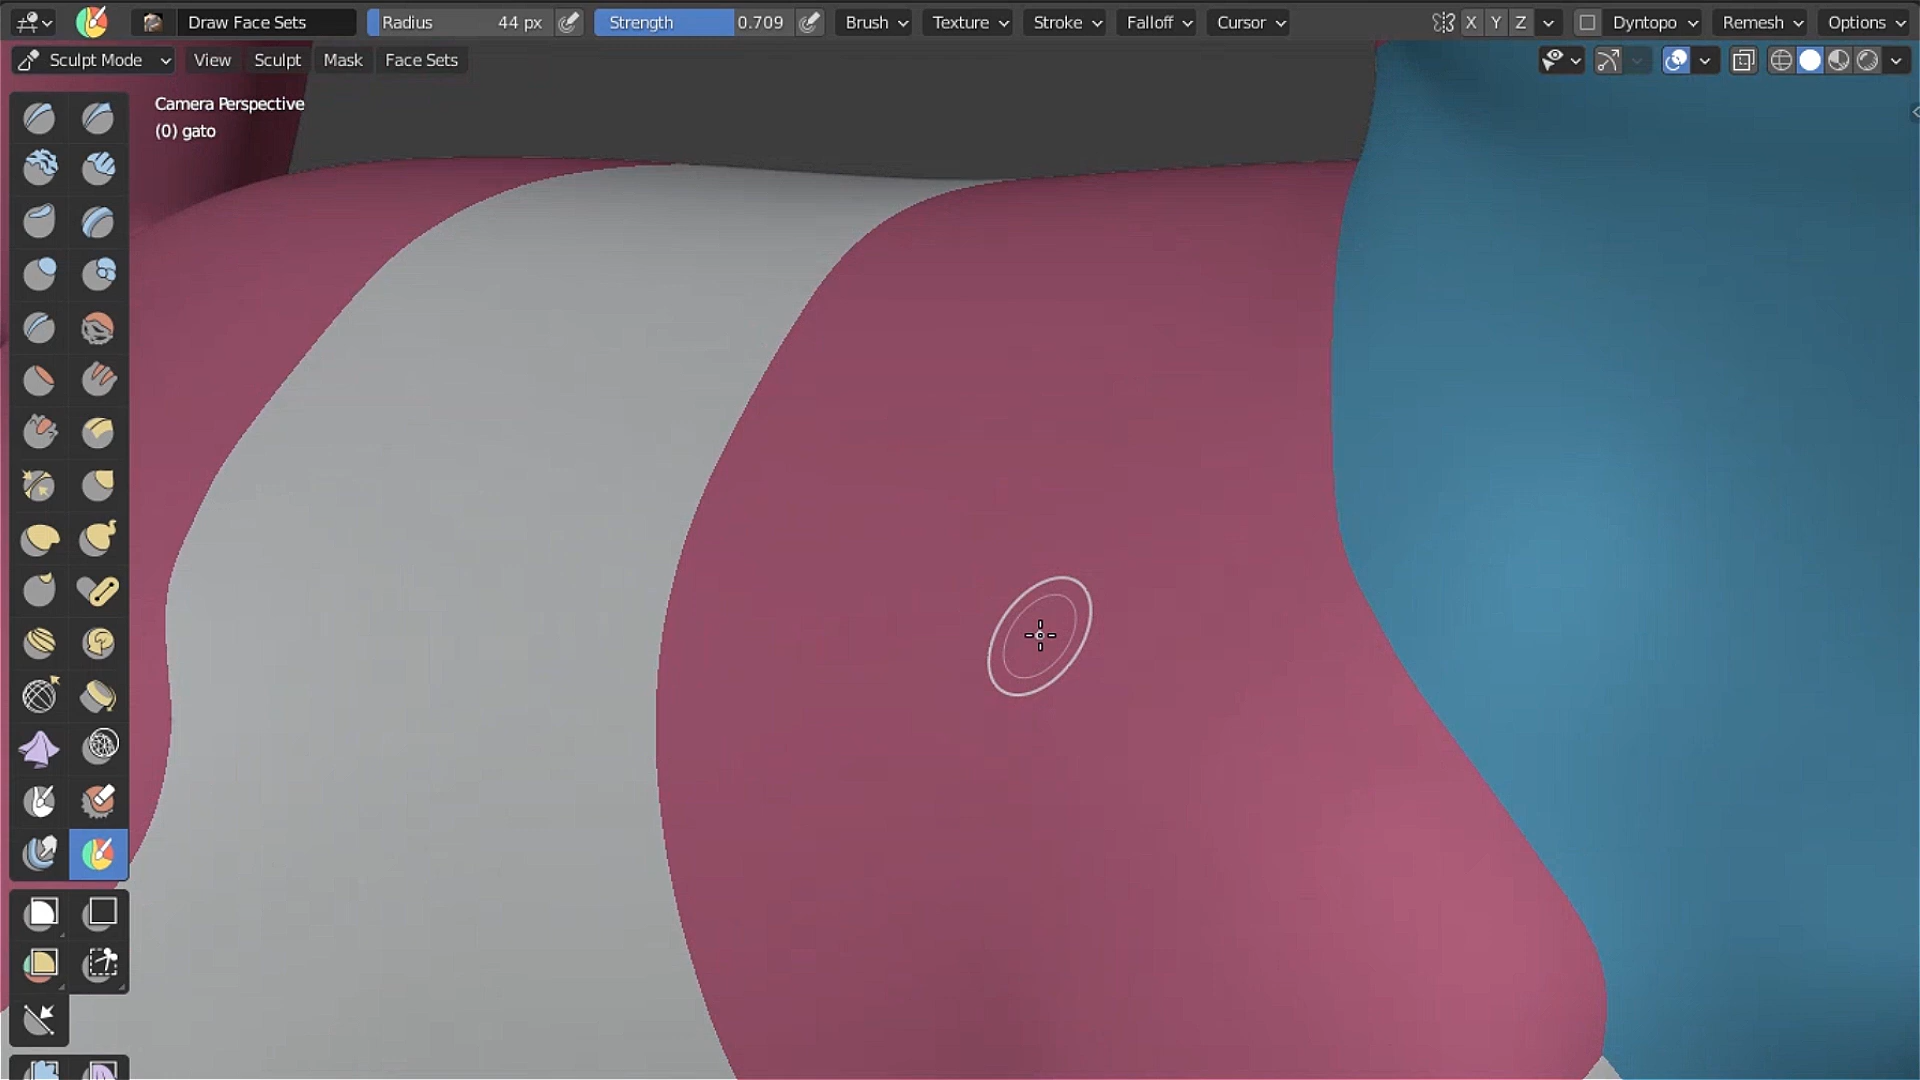 Draw Face Sets Radius 44 px Strength 0.709 Brush Texture Stroke Falloff Cursor X Y Z Dyntopo Remesh Options
Sculpt Mode View Sculpt Mask Face Sets
Camera Perspective
(0) gato